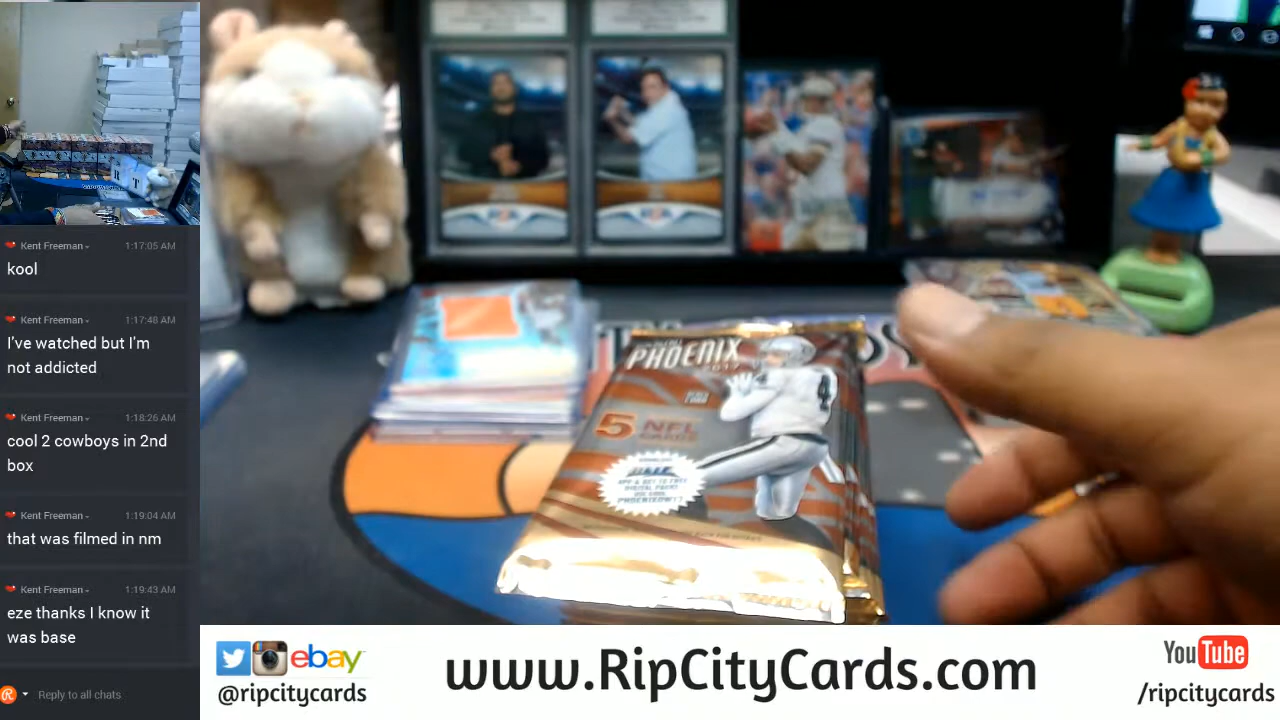 Kent Freeman 1:17:05 AM
kool
Kent Freeman 1:17:48 AM
I've watched but I'm
not addicted
Kent Freeman 1:18:26 AM
cool 2 cowboys in 2nd
box
Kent Freeman 1:19:04 AM
that was filmed in nm
Kent Freeman 1:19:43 AM
eze thanks I know it
was base
Reply to all chats
PHOENIX
2017
4
5 NFL
CARDS
ebay
@ripcitycards
www.RipCityCards.com
YouTube
/ripcitycards